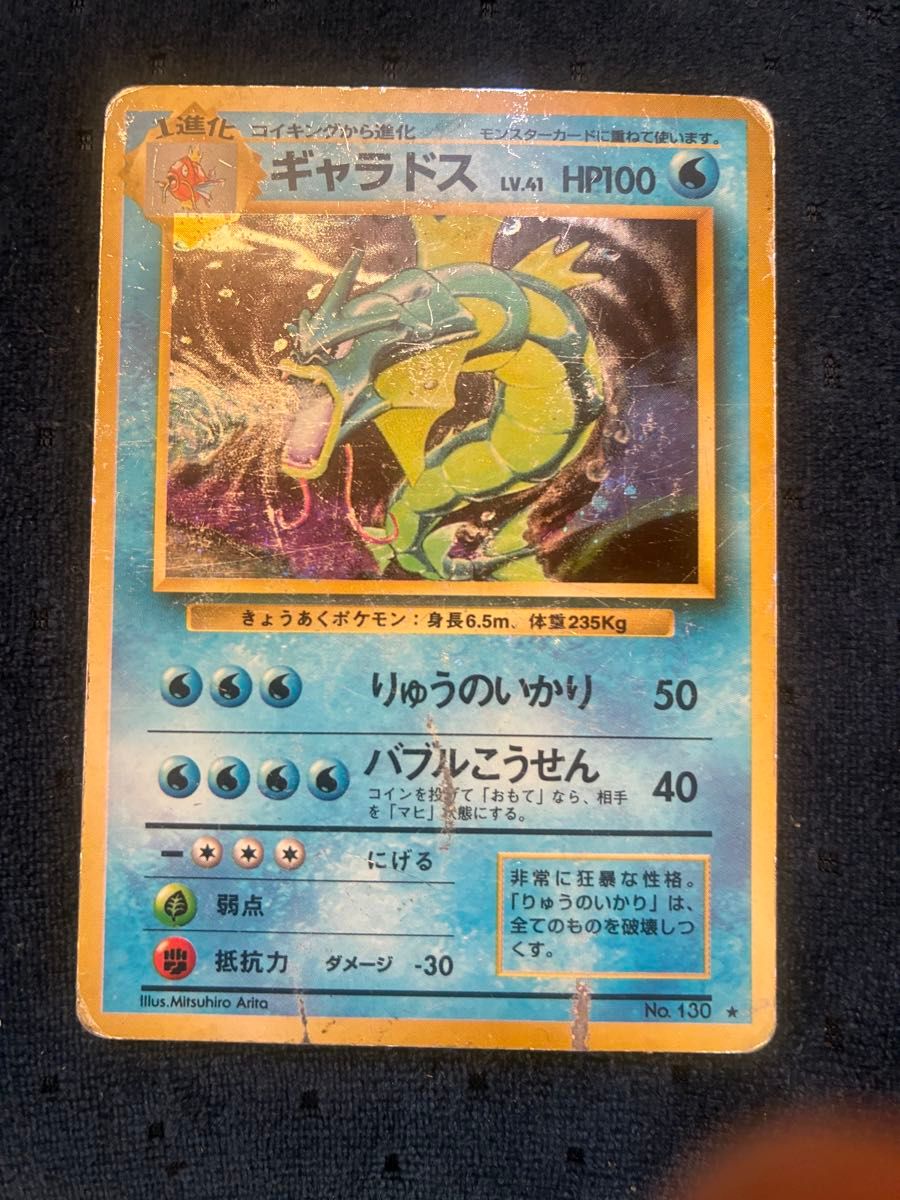 1進化 コイキングから進化 モンスターカードに重ねて使います。
ギャラドス LV.41 HP100
きょうあくポケモン：身長6.5m、体重235Kg
りゅうのいかり 50
バブルこうせん 40
コインを投げて「おもて」なら、相手
を「マヒ」状態にする。
にげる
弱点
抵抗力 ダメージ -30
非常に狂暴な性格。
「りゅうのいかり」は、
全てのものを破壊しつ
くす。
Illus.Mitsuhiro Arita No. 130 ★